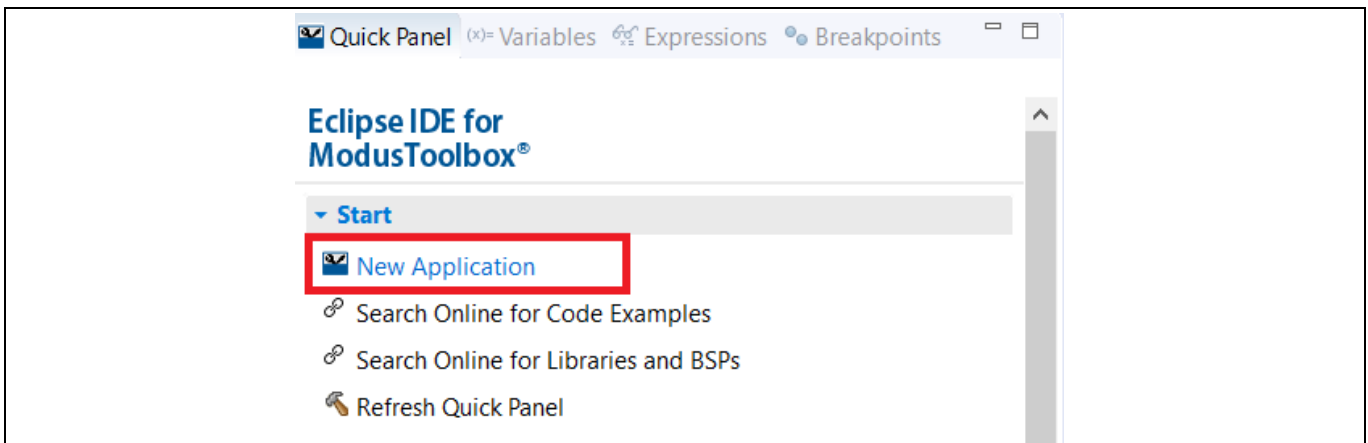 Quick Panel (x)= Variables Expressions Breakpoints
Eclipse IDE for
ModusToolbox®
Start
New Application
Search Online for Code Examples
Search Online for Libraries and BSPs
Refresh Quick Panel